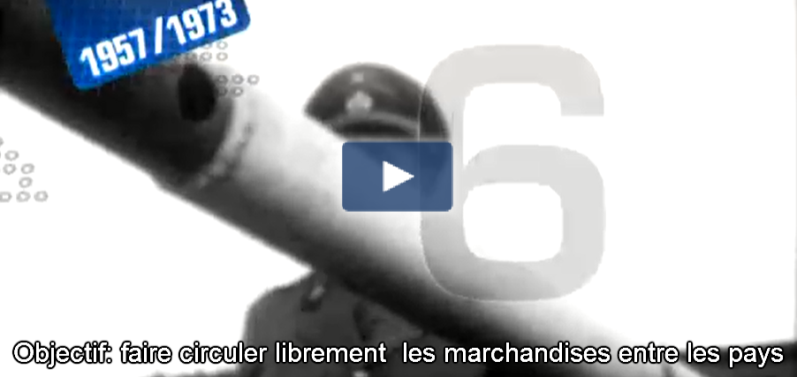 1957/1973
6
Objectif: faire circuler librement  les marchandises entre les pays